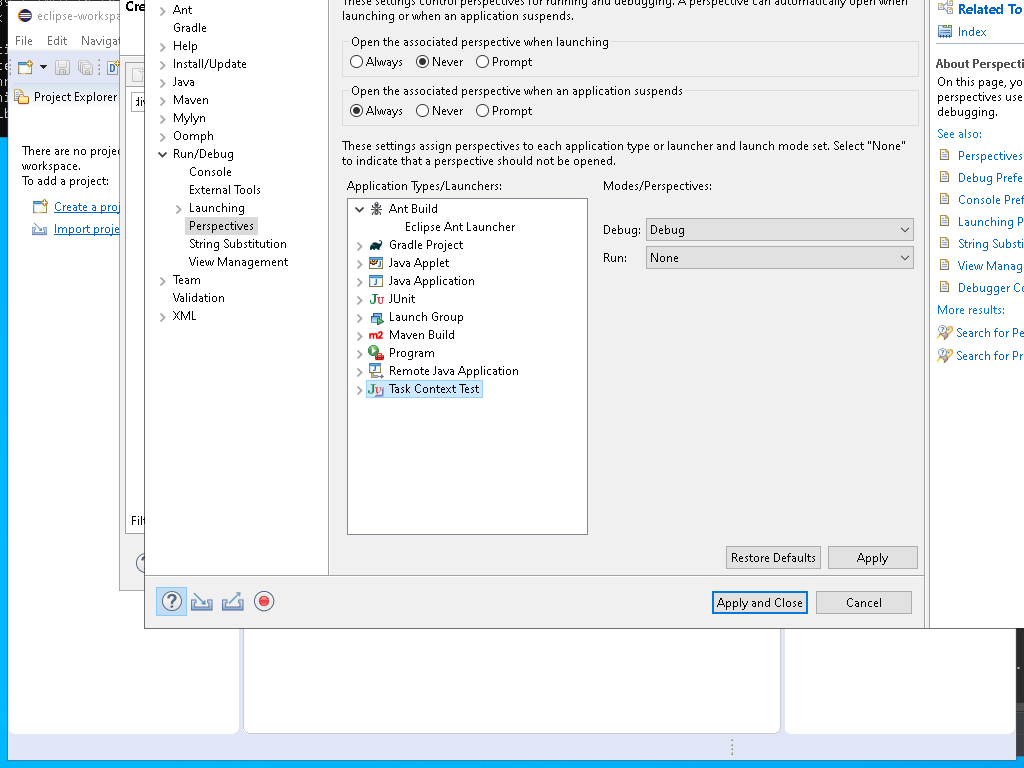 eclipse-workspa
File Edit Navigat
Project Explorer
There are no projec
workspace.
To add a project:
Create a proj
Import proje
Cre
Filt
Ant
Gradle
Help
Install/Update
Java
Maven
Mylyn
Oomph
Run/Debug
Console
External Tools
Launching
Perspectives
String Substitution
View Management
Team
Validation
XML
These settings control perspectives for running and debugging. A perspective can automatically open when
launching or when an application suspends.
Open the associated perspective when launching
Always Never Prompt
Open the associated perspective when an application suspends
Always Never Prompt
These settings assign perspectives to each application type or launcher and launch mode set. Select "None"
to indicate that a perspective should not be opened.
Application Types/Launchers:
Modes/Perspectives:
Ant Build
Eclipse Ant Launcher
Gradle Project
Java Applet
Java Application
JUnit
Launch Group
Maven Build
Program
Remote Java Application
Task Context Test
Debug: Debug
Run: None
Restore Defaults Apply
Apply and Close Cancel
Related To
Index
About Perspecti
On this page, yo
perspectives use
debugging.
See also:
Perspectives
Debug Prefe
Console Pref
Launching P
String Substi
View Manag
Debugger Co
More results:
Search for Pe
Search for Pr